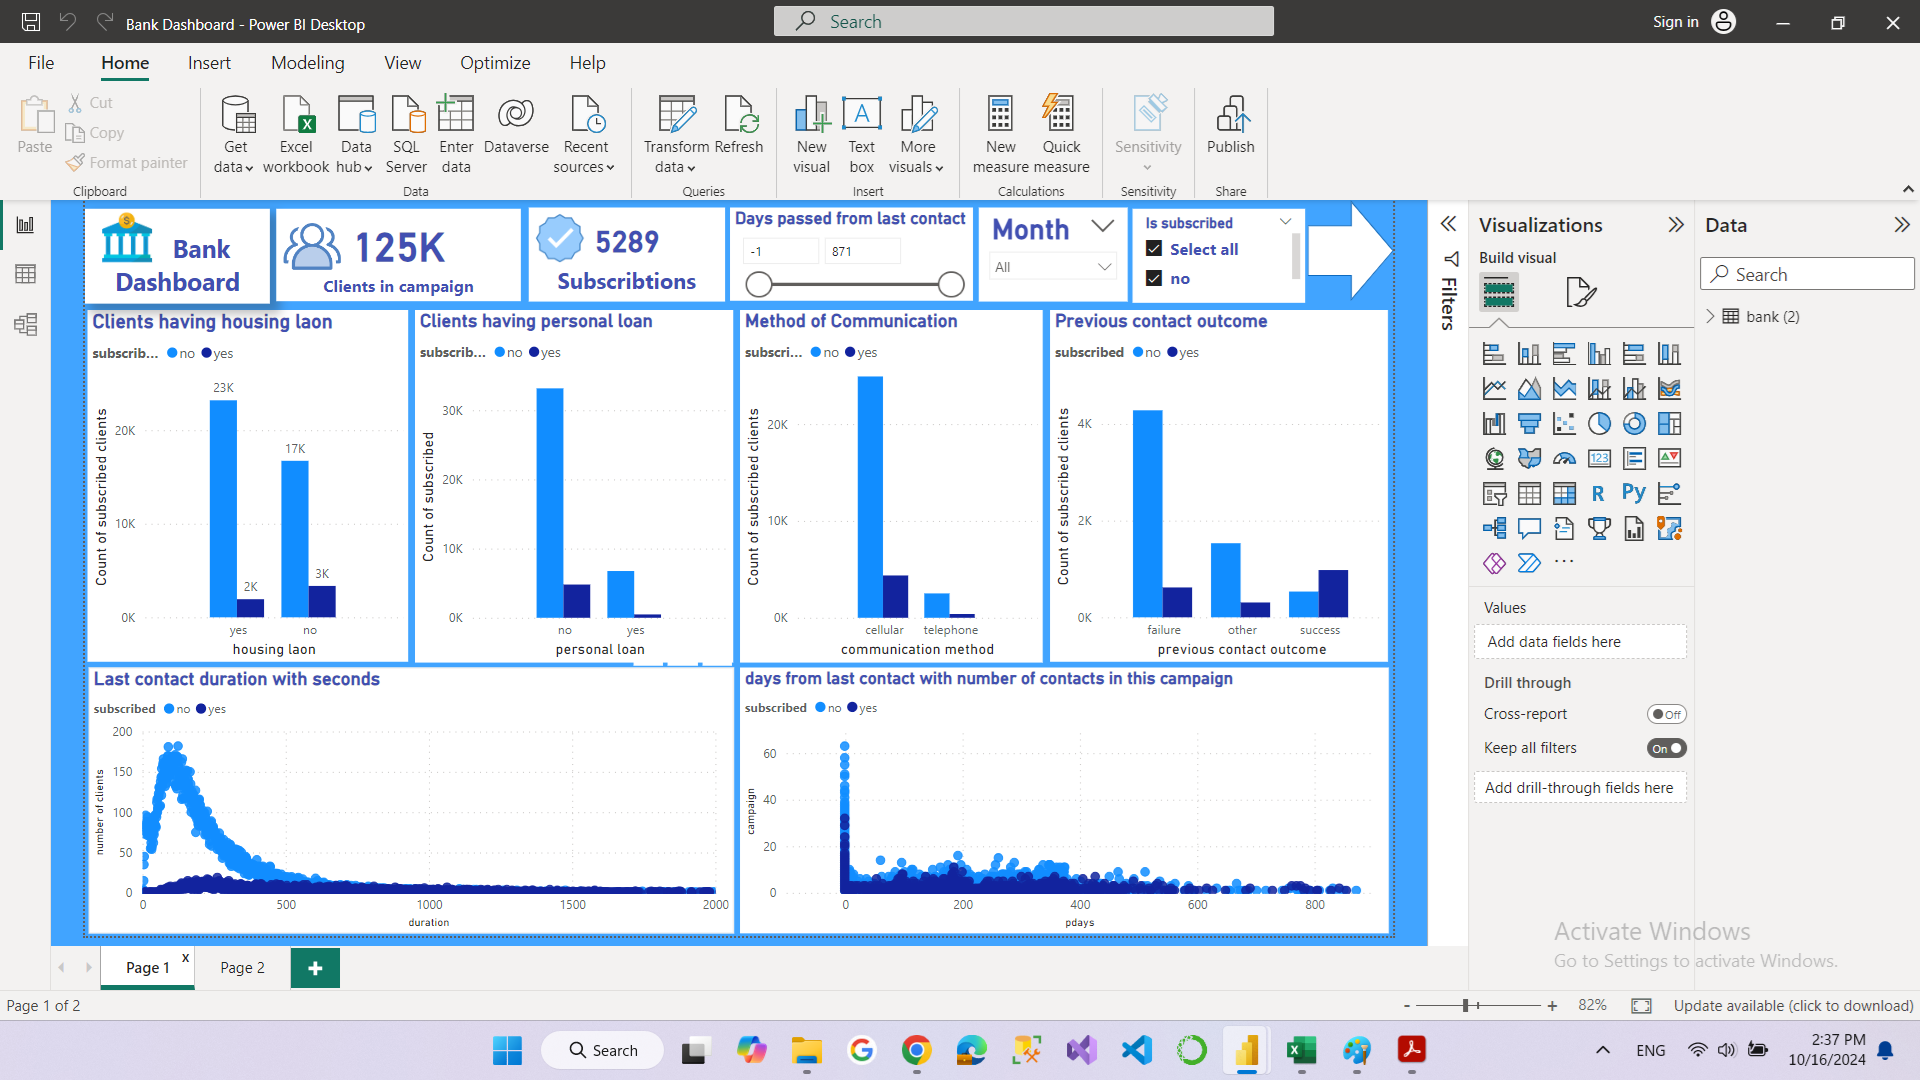 Bank Dashboard - Power BI Desktop
Search
Sign in
File Home Insert Modeling View Optimize Help
Paste
Cut
Copy
Format painter
Clipboard
Get data
Excel workbook
Data hub
SQL Server
Enter data
Dataverse
Recent sources
Data
Transform data
Refresh
Queries
New visual
Text box
More visuals
Insert
New measure
Quick measure
Calculations
Sensitivity
Sensitivity
Publish
Share
Bank
Dashboard
125K
Clients in campaign
5289
Subscribtions
Days passed from last contact
-1
871
Month
All
Is subscribed
Select all
no
Clients having housing laon
subscrib... no yes
Count of subscribed clients
20K
10K
0K
23K
2K
17K
3K
yes no
housing laon
Clients having personal loan
subscrib... no yes
Count of subscribed
30K
20K
10K
0K
no yes
personal loan
Method of Communication
subscri... no yes
Count of subscribed clients
20K
10K
0K
cellular telephone
communication method
Previous contact outcome
subscribed no yes
Count of subscribed clients
4K
2K
0K
failure other success
previous contact outcome
Last contact duration with seconds
subscribed no yes
number of clients
200
150
100
50
0
0 500 1000 1500 2000
duration
days from last contact with number of contacts in this campaign
subscribed no yes
campaign
60
40
20
0
0 200 400 600 800
pdays
Filters
Visualizations
Build visual
123
R
Py
Values
Add data fields here
Drill through
Cross-report
Off
Keep all filters
On
Add drill-through fields here
Data
Search
bank (2)
Activate Windows
Go to Settings to activate Windows.
Page 1 x
Page 2
+
Page 1 of 2
- + 82%
Update available (click to download)
Search
ENG
2:37 PM
10/16/2024